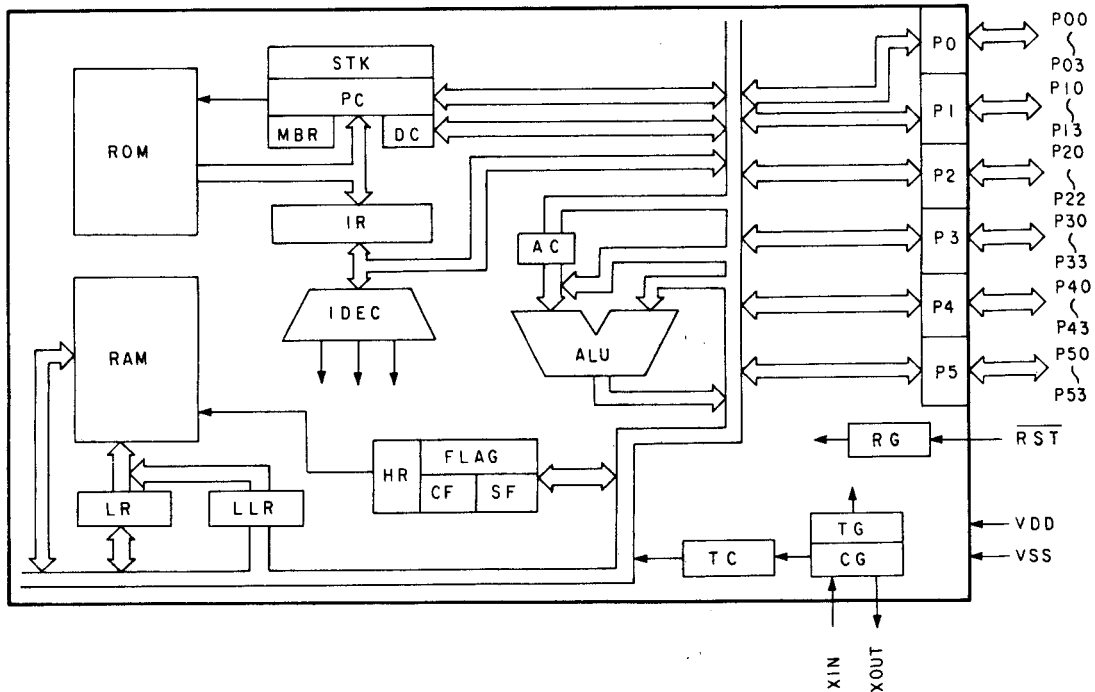 STK
PC
MBR
DC
ROM
IR
IDEC
RAM
AC
ALU
HR
FLAG
CF
SF
LR
LLR
P0
P1
P2
P3
P4
P5
P00
~
P03
P10
~
P13
P20
~
P22
P30
~
P33
P40
~
P43
P50
~
P53
RG
RST
TG
CG
TC
VDD
VSS
XIN
XOUT